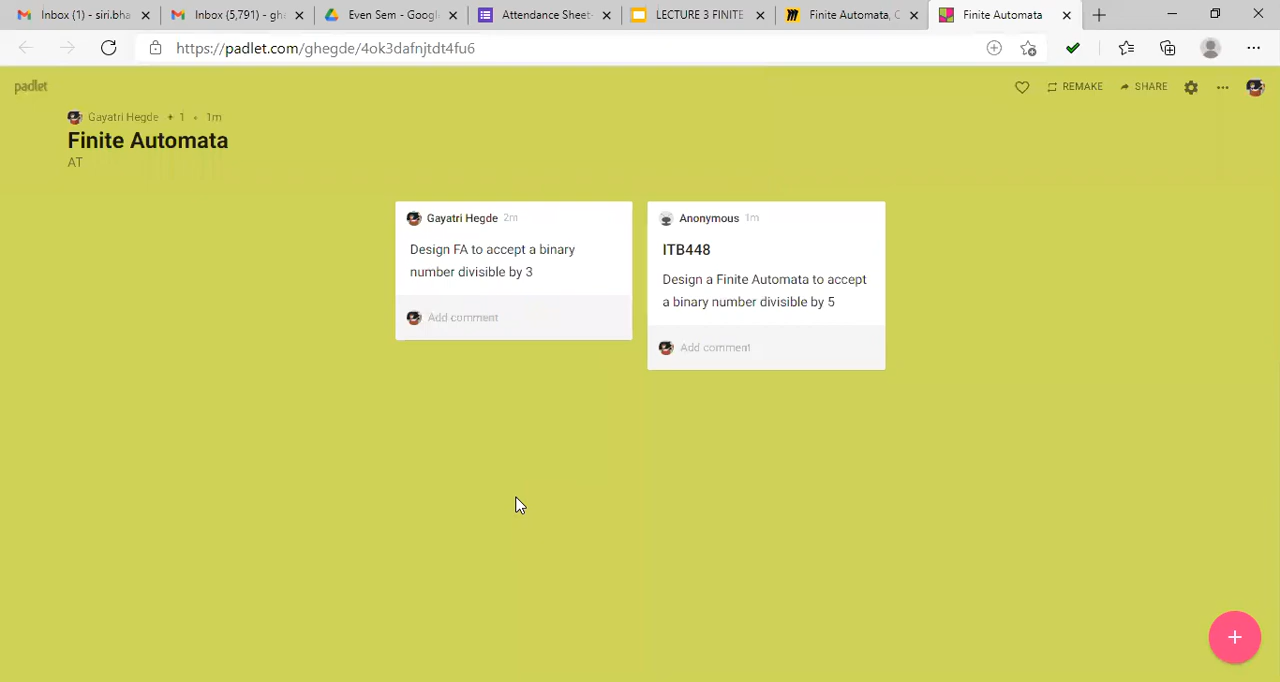 Inbox (1) - siri.bha
Inbox (5,791) - gh
Even Sem - Googl
Attendance Sheet-
LECTURE 3 FINITE
Finite Automata, C
Finite Automata
https://padlet.com/ghegde/4ok3dafnjtdt4fu6
padlet
REMAKE
SHARE
Gayatri Hegde + 1 • 1m
Finite Automata
AT
Gayatri Hegde 2m
Design FA to accept a binary
number divisible by 3
Add comment
Anonymous 1m
ITB448
Design a Finite Automata to accept
a binary number divisible by 5
Add comment